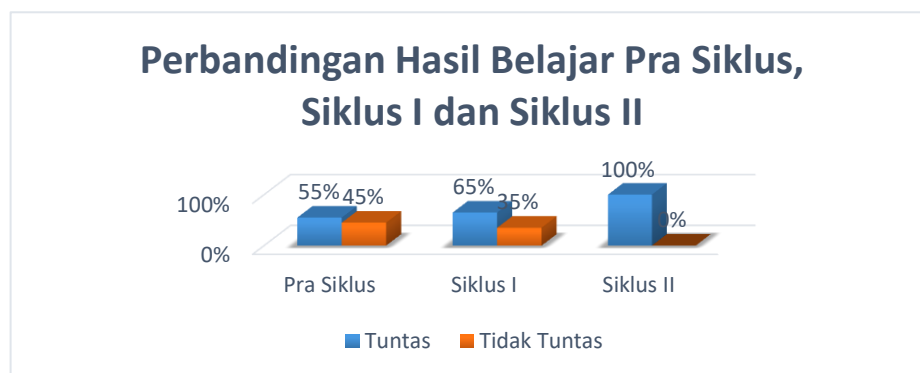 Perbandingan Hasil Belajar Pra Siklus,
Siklus I dan Siklus II
100%
0%
55%
45%
65%
35%
100%
0%
Pra Siklus
Siklus I
Siklus II
Tuntas
Tidak Tuntas